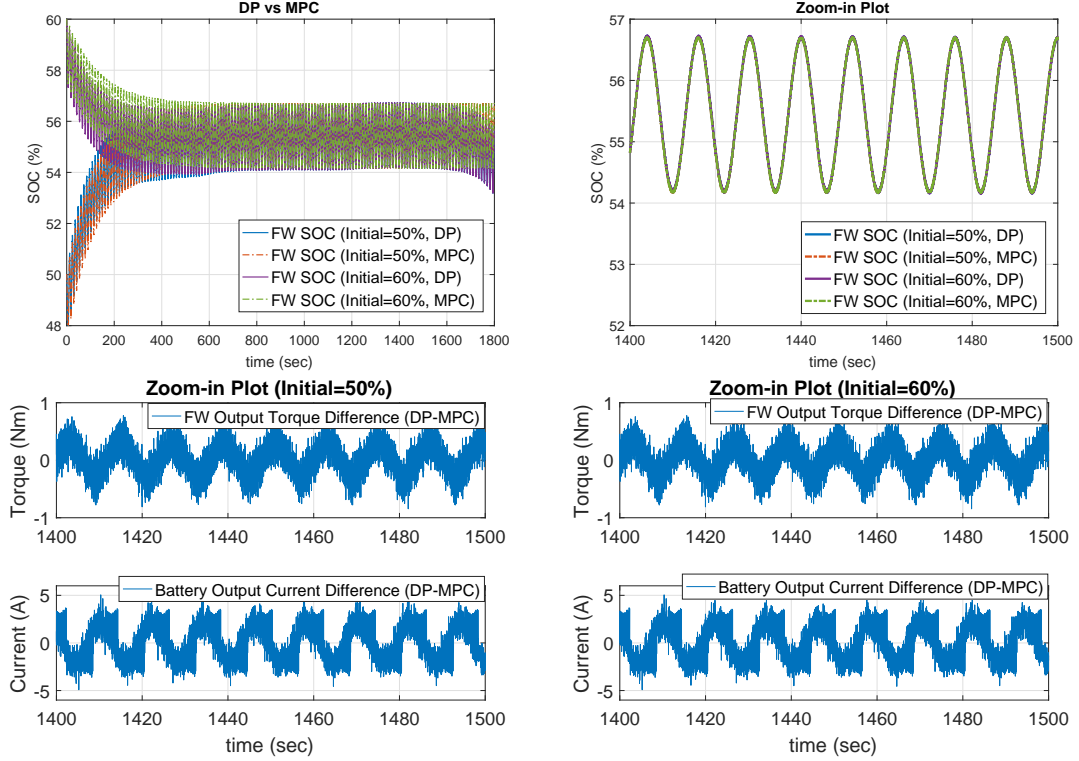 DP vs MPC
60
58
56
54
52
50
48
SOC (%)
FW SOC (Initial=50%, DP)
FW SOC (Initial=50%, MPC)
FW SOC (Initial=60%, DP)
FW SOC (Initial=60%, MPC)
0 200 400 600 800 1000 1200 1400 1600 1800
time (sec)
Zoom-in Plot
57
56
55
54
53
52
SOC (%)
FW SOC (Initial=50%, DP)
FW SOC (Initial=50%, MPC)
FW SOC (Initial=60%, DP)
FW SOC (Initial=60%, MPC)
1400 1420 1440 1460 1480 1500
time (sec)
Zoom-in Plot (Initial=50%)
FW Output Torque Difference (DP-MPC)
1
0
-1
Torque (Nm)
1400 1420 1440 1460 1480 1500
Battery Output Current Difference (DP-MPC)
5
0
-5
Current (A)
1400 1420 1440 1460 1480 1500
time (sec)
Zoom-in Plot (Initial=60%)
FW Output Torque Difference (DP-MPC)
1
0
-1
Torque (Nm)
1400 1420 1440 1460 1480 1500
Battery Output Current Difference (DP-MPC)
5
0
-5
Current (A)
1400 1420 1440 1460 1480 1500
time (sec)